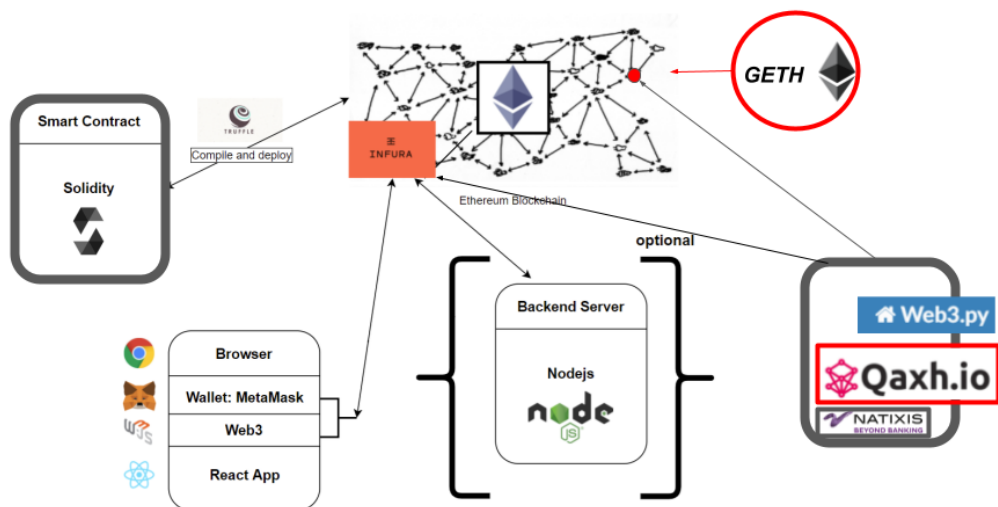 GETH
Smart Contract
TRUFFLE
Compile and deploy
INFURA
Solidity
Ethereum Blockchain
optional
Backend Server
Web3.py
Browser
Nodejs
Qaxh.io
Wallet: MetaMask
node
JS
NATIXIS
BEYOND BANKING
Web3
W3JS
React App